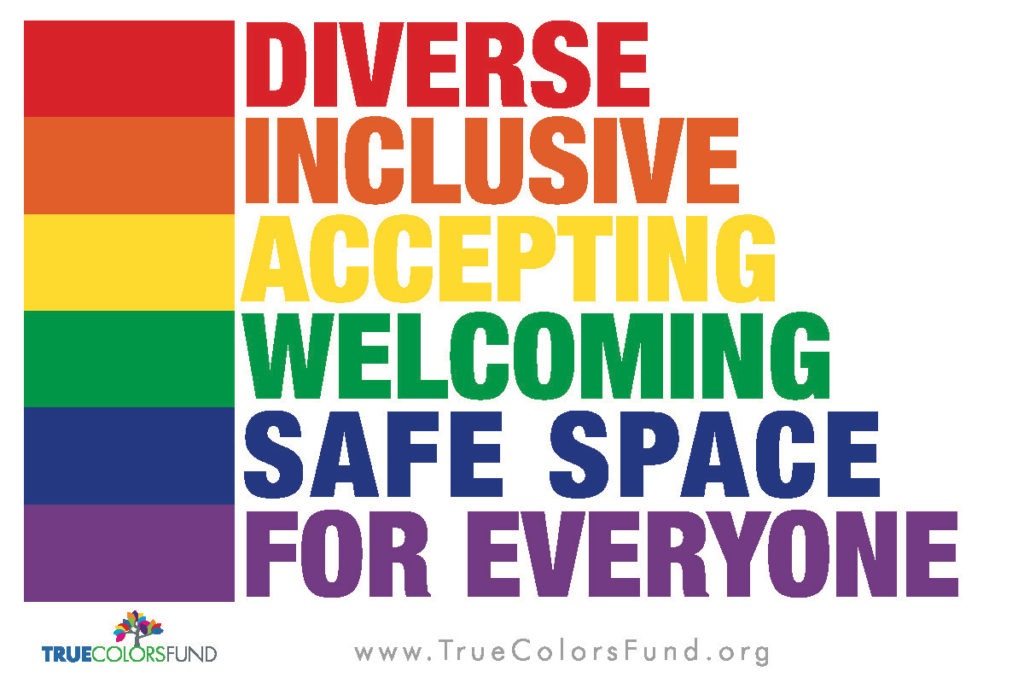 DIVERSE
INCLUSIVE
ACCEPTING
WELCOMING
SAFE SPACE
FOR EVERYONE
TRUECOLORSFUND
www.TrueColorsFund.org